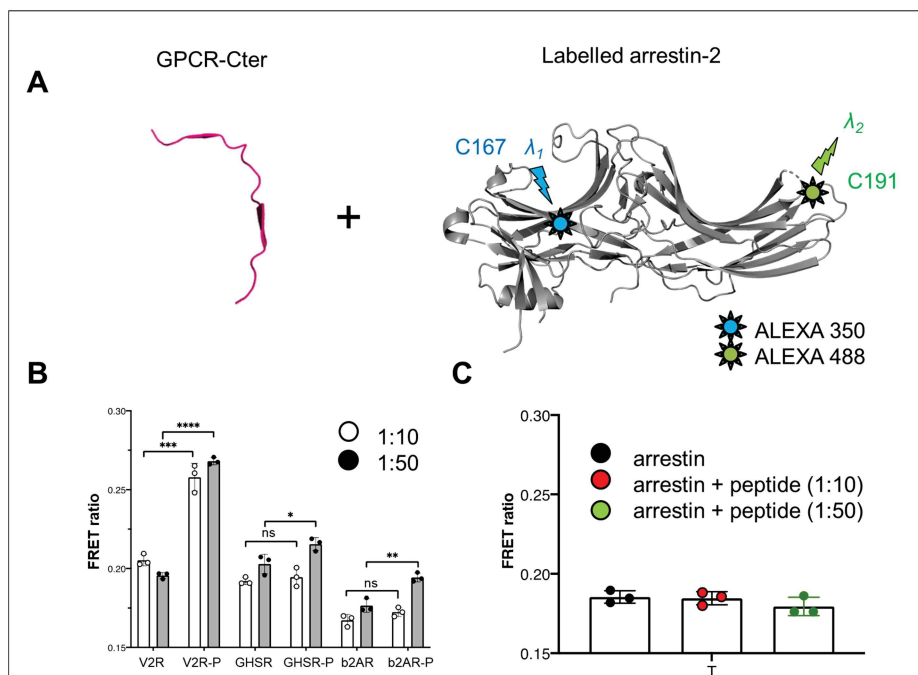 GPCR-Cter
Labelled arrestin-2
A
C167
λ1
λ2
C191
+
ALEXA 350
ALEXA 488
B
C
0.30
0.25
0.20
0.15
FRET ratio
****
***
ns
*
ns
**
1:10
1:50
V2R V2R-P GHSR GHSR-P b2AR b2AR-P
0.30
0.25
0.20
0.15
FRET ratio
arrestin
arrestin + peptide (1:10)
arrestin + peptide (1:50)
T